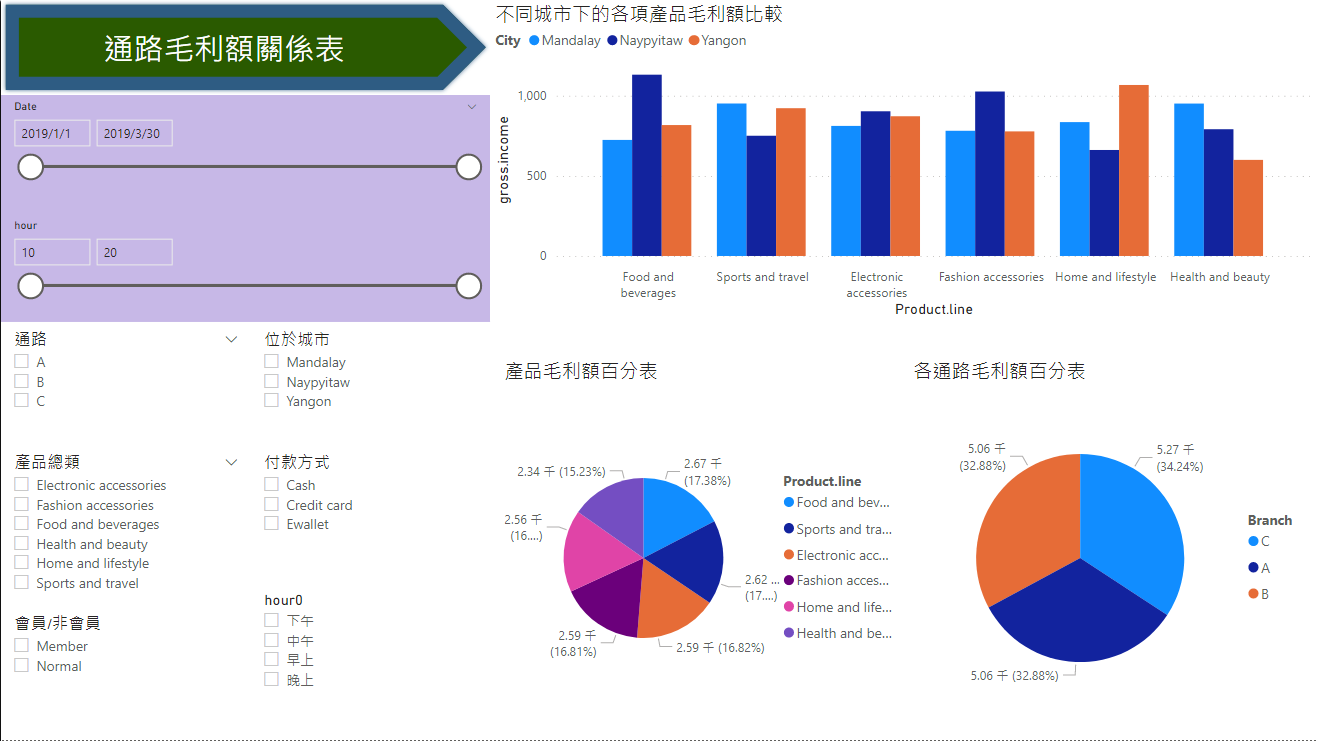 通路毛利額關係表
Date
2019/1/1
2019/3/30
hour
10
20
通路
A
B
C
位於城市
Mandalay
Naypyitaw
Yangon
產品總類
Electronic accessories
Fashion accessories
Food and beverages
Health and beauty
Home and lifestyle
Sports and travel
付款方式
Cash
Credit card
Ewallet
會員/非會員
Member
Normal
hour0
下午
中午
早上
晚上
不同城市下的各項產品毛利額比較
City Mandalay Naypyitaw Yangon
gross.income
1,000
500
0
Food and
beverages
Sports and travel
Electronic
accessories
Fashion accessories
Home and lifestyle
Health and beauty
Product.line
產品毛利額百分表
2.67 千
(17.38%)
2.62 ...
(17....)
2.59 千 (16.82%)
2.59 千
(16.81%)
2.56 千
(16....)
2.34 千 (15.23%)
Product.line
Food and bev...
Sports and tra...
Electronic acc...
Fashion acces...
Home and life...
Health and be...
各通路毛利額百分表
5.27 千
(34.24%)
5.06 千 (32.88%)
5.06 千
(32.88%)
Branch
C
A
B